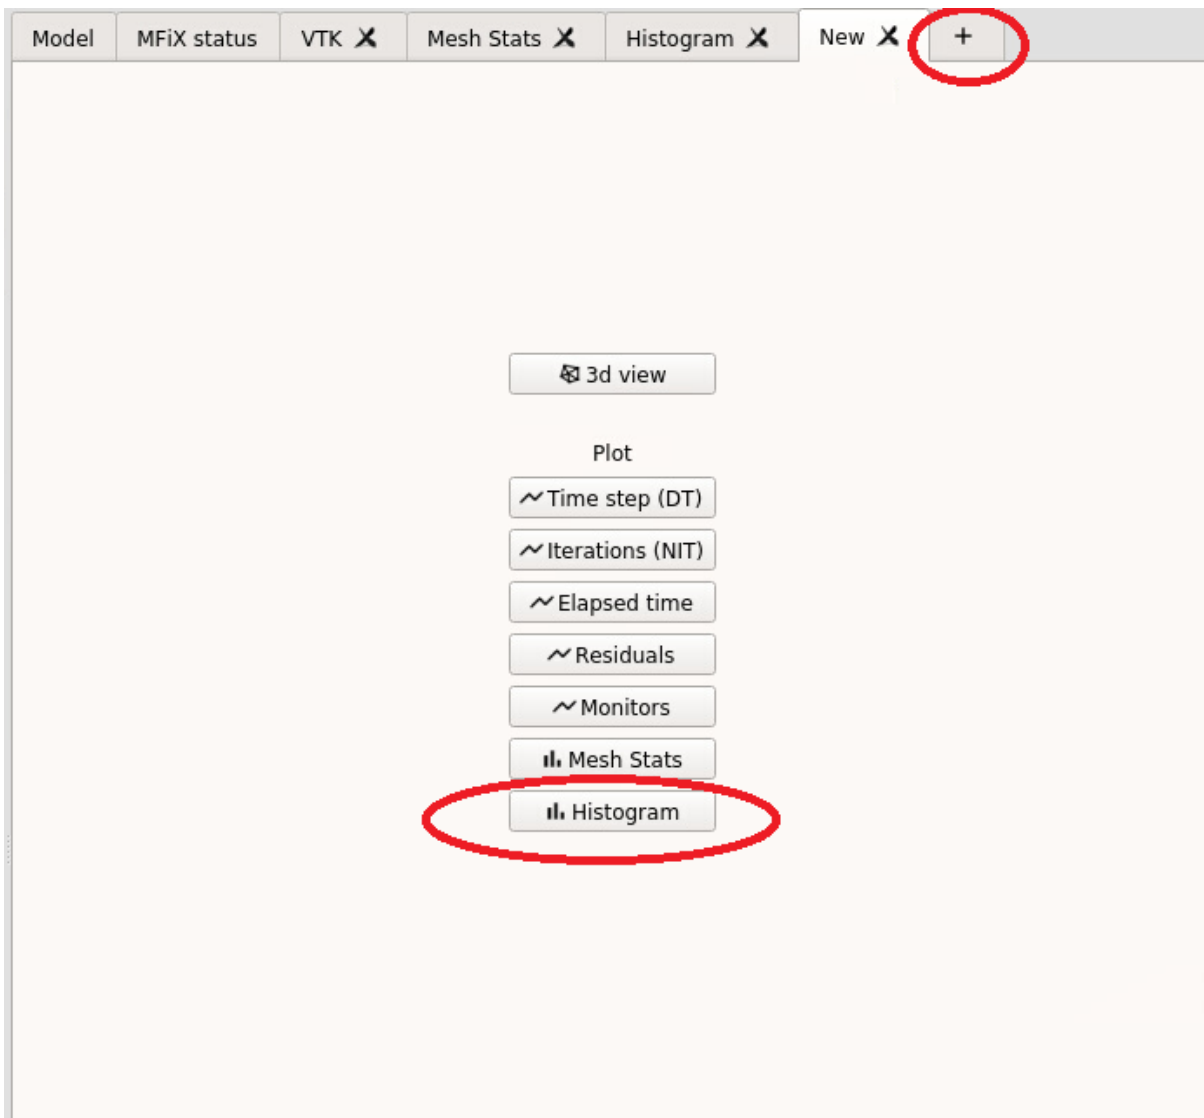 Model MFiX status VTK Mesh Stats Histogram New +
3d view
Plot
Time step (DT)
Iterations (NIT)
Elapsed time
Residuals
Monitors
Mesh Stats
Histogram